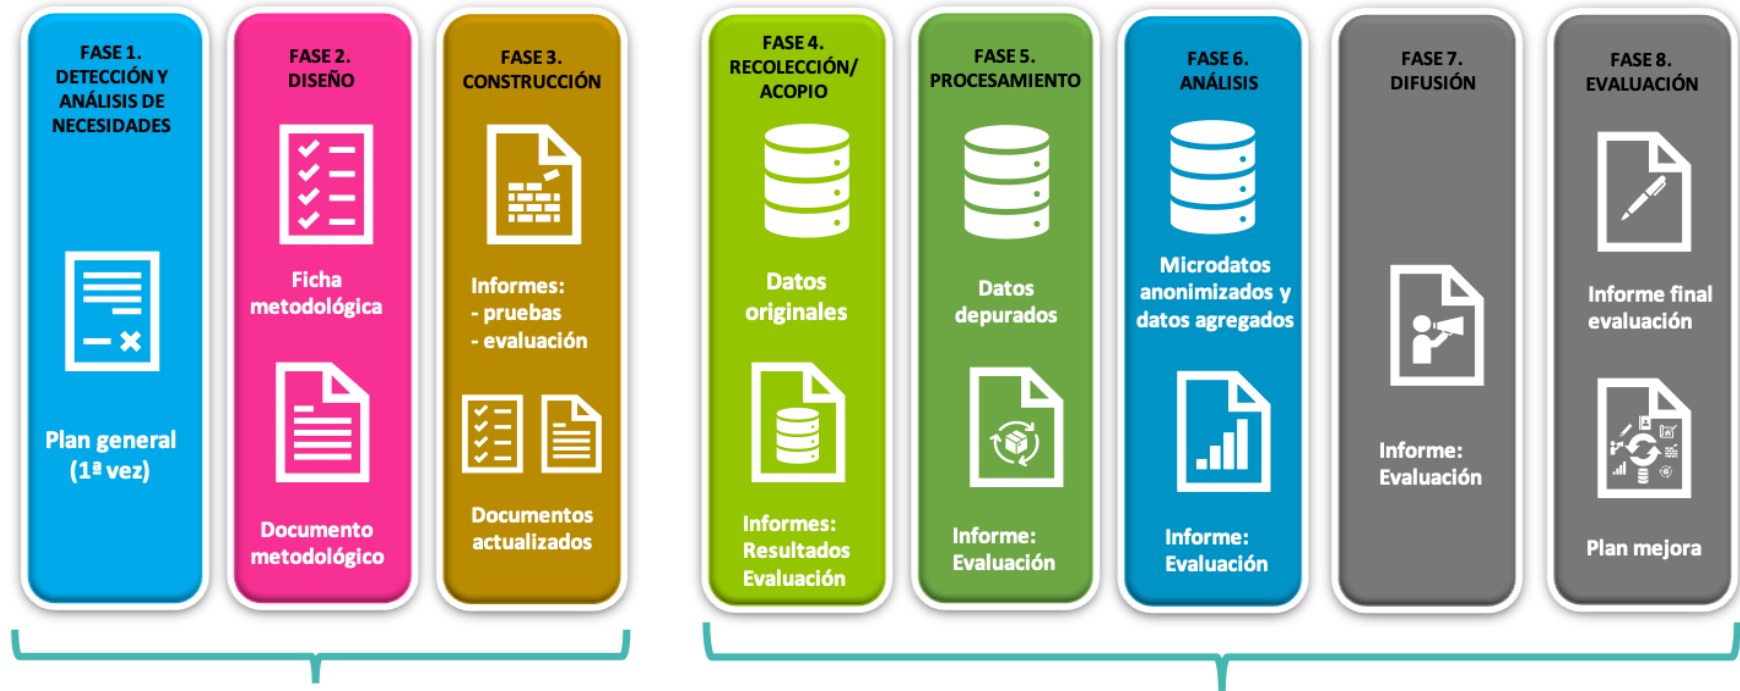 FASE 1.
DETECCIÓN Y
ANÁLISIS DE
NECESIDADES
Plan general
(1ª vez)
FASE 2.
DISEÑO
Ficha
metodológica
Documento
metodológico
FASE 3.
CONSTRUCCIÓN
Informes:
- pruebas
- evaluación
Documentos
actualizados
FASE 4.
RECOLECCIÓN/
ACOPIO
Datos
originales
Informes:
Resultados
Evaluación
FASE 5.
PROCESAMIENTO
Datos
depurados
Informe:
Evaluación
FASE 6.
ANÁLISIS
Microdatos
anonimizados y
datos agregados
Informe:
Evaluación
FASE 7.
DIFUSIÓN
Informe:
Evaluación
FASE 8.
EVALUACIÓN
Informe final
evaluación
Plan mejora